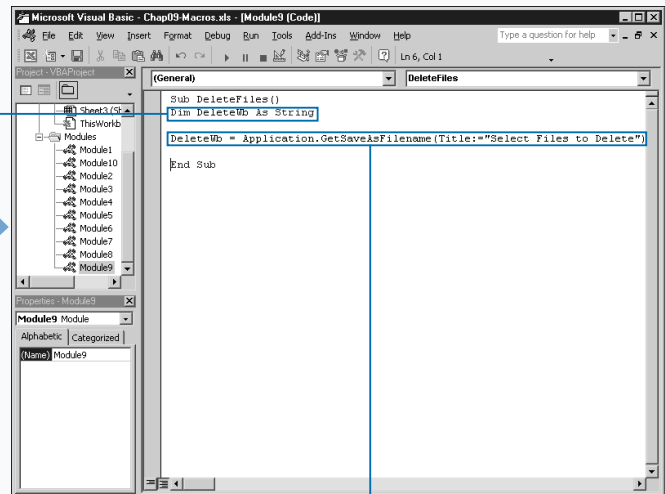 Microsoft Visual Basic - Chap09-Macros.xls - [Module9 (Code)]
File Edit View Insert Format Debug Run Tools Add-Ins Window Help
Type a question for help
Ln 6, Col 1
Project - VBAProject
(General)
DeleteFiles
Sheet3 (Sh
ThisWorkb
Modules
Module1
Module10
Module2
Module3
Module4
Module5
Module6
Module7
Module8
Module9
Sub DeleteFiles()
Dim DeleteWb As String
DeleteWb = Application.GetSaveAsFilename(Title:="Select Files to Delete")
End Sub
Properties - Module9
Module9 Module
Alphabetic Categorized
(Name) Module9